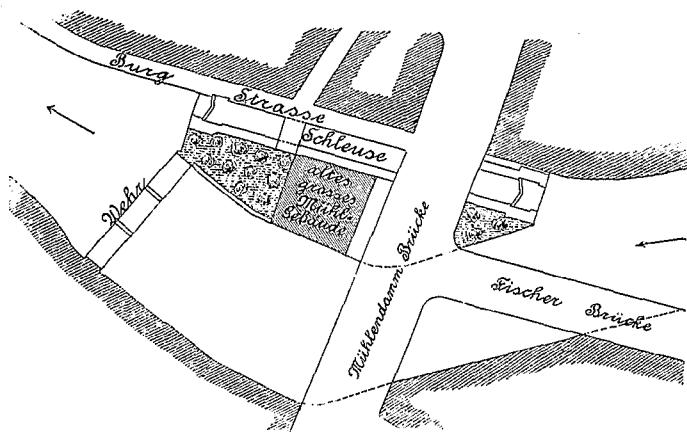 Burg Strasse
Schleuse
altes
grosses
Mühl.
Gebäude
Wehr
Mühlendamm Brücke
Fischer Brücke